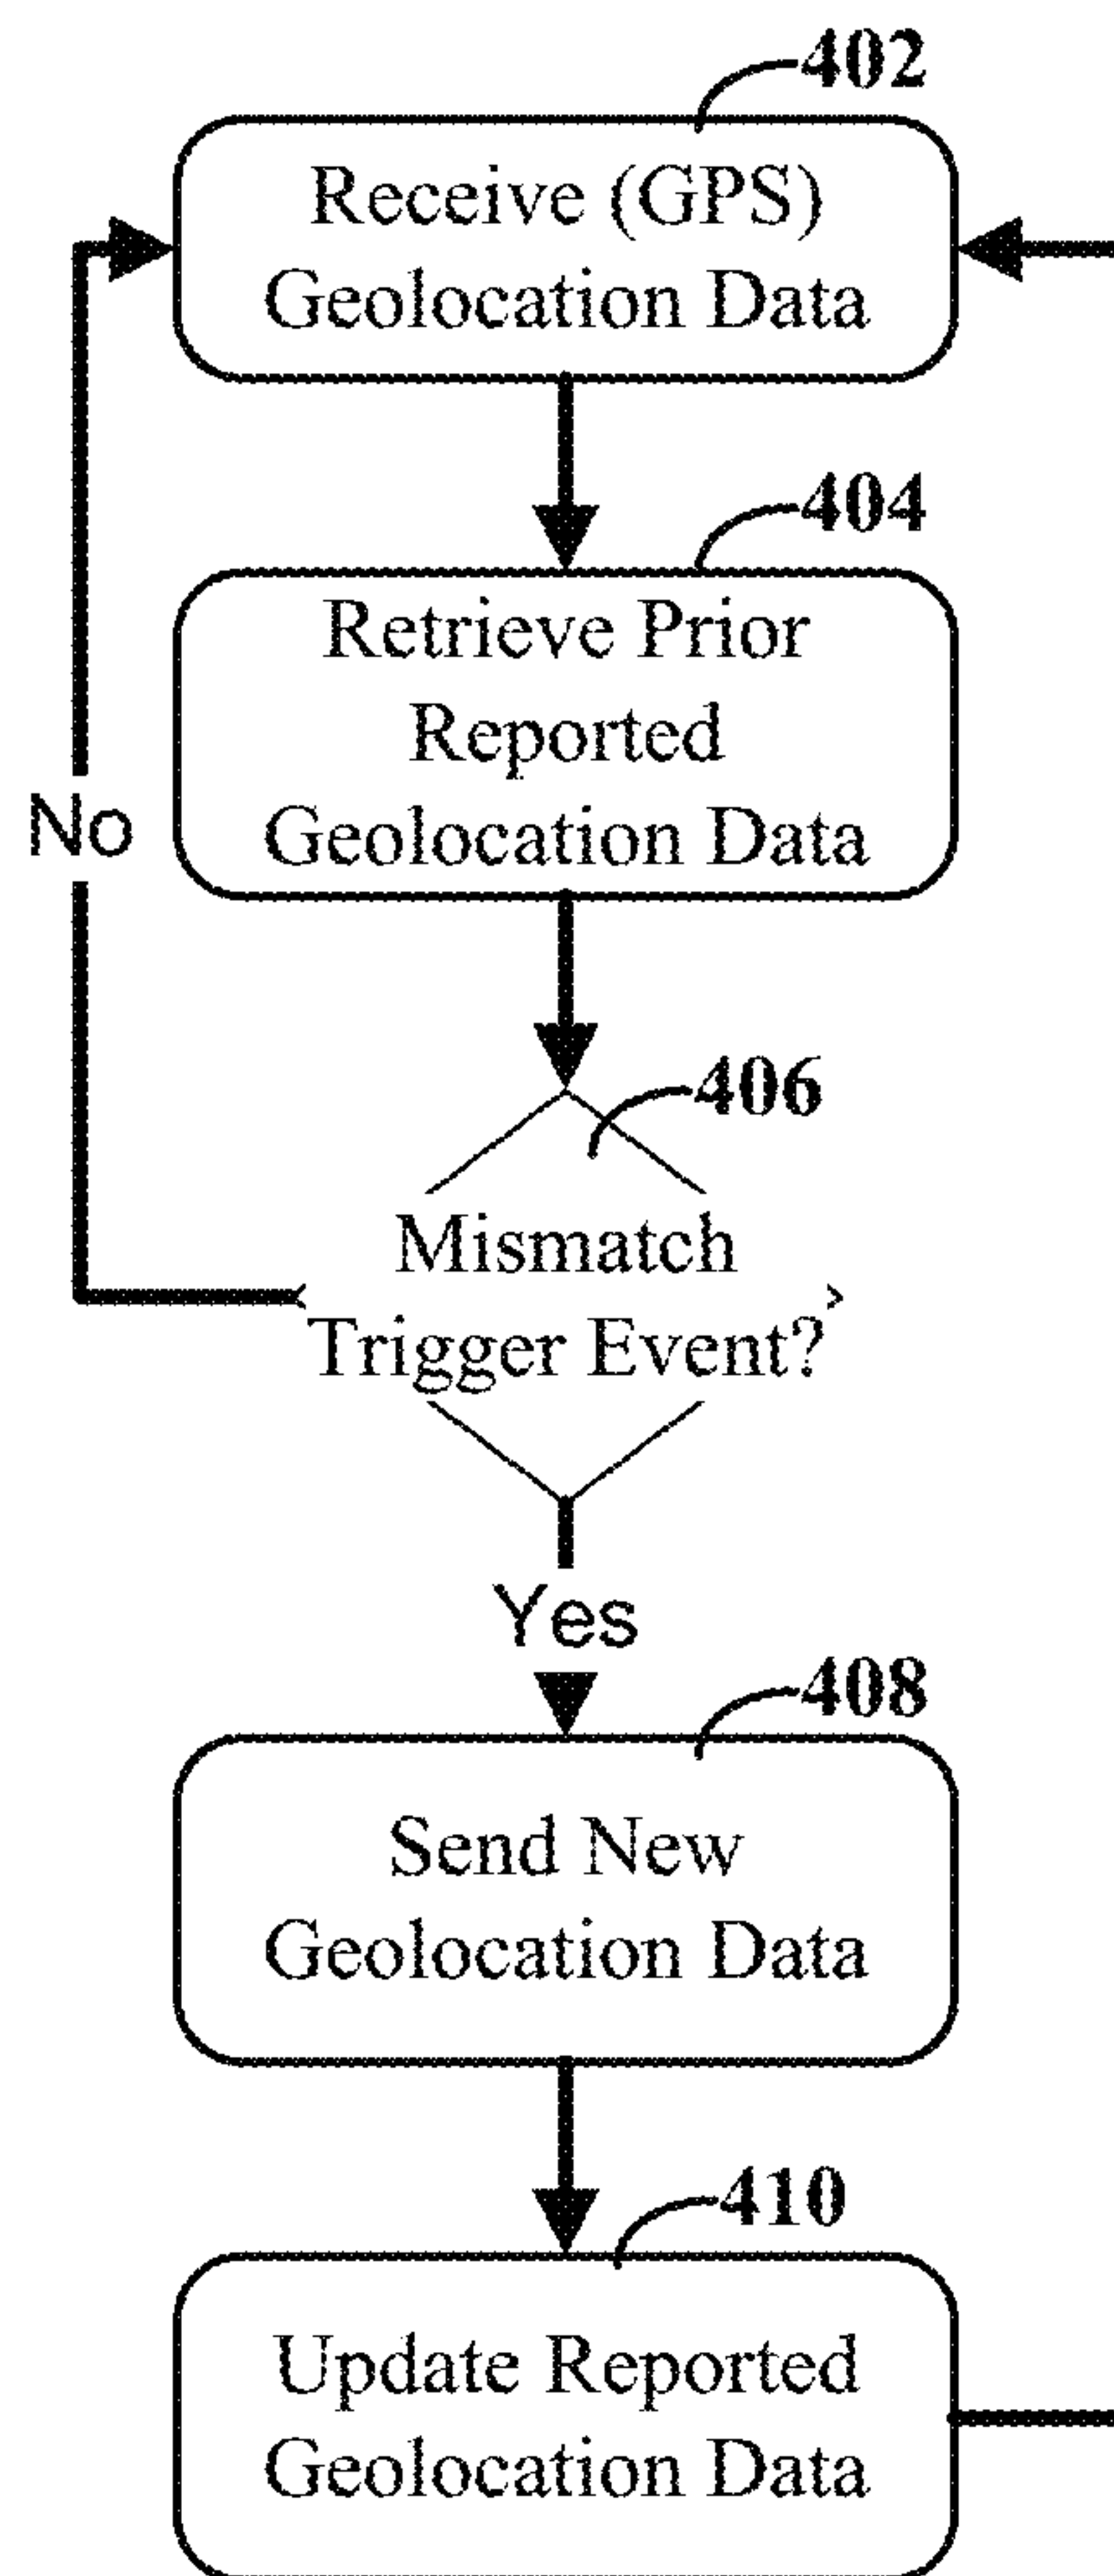 402
Receive (GPS)
Geolocation Data
404
Retrieve Prior
Reported
Geolocation Data
No
406
Mismatch
Trigger Event?
Yes
408
Send New
Geolocation Data
410
Update Reported
Geolocation Data